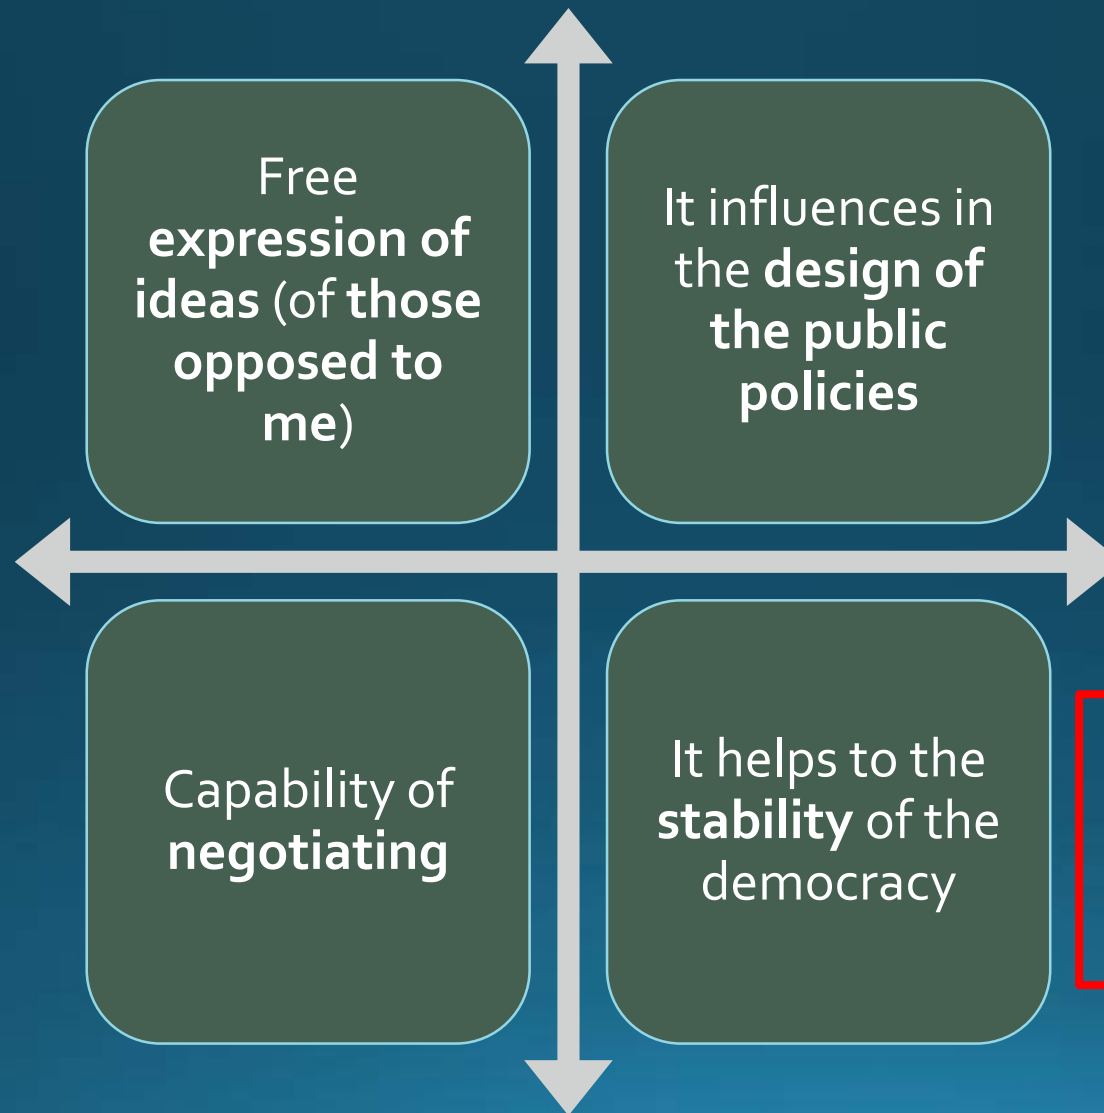 Free
expression of
ideas (of those
opposed to
me)
It influences in
the design of
the public
policies
Capability of
negotiating
It helps to the
stability of the
democracy